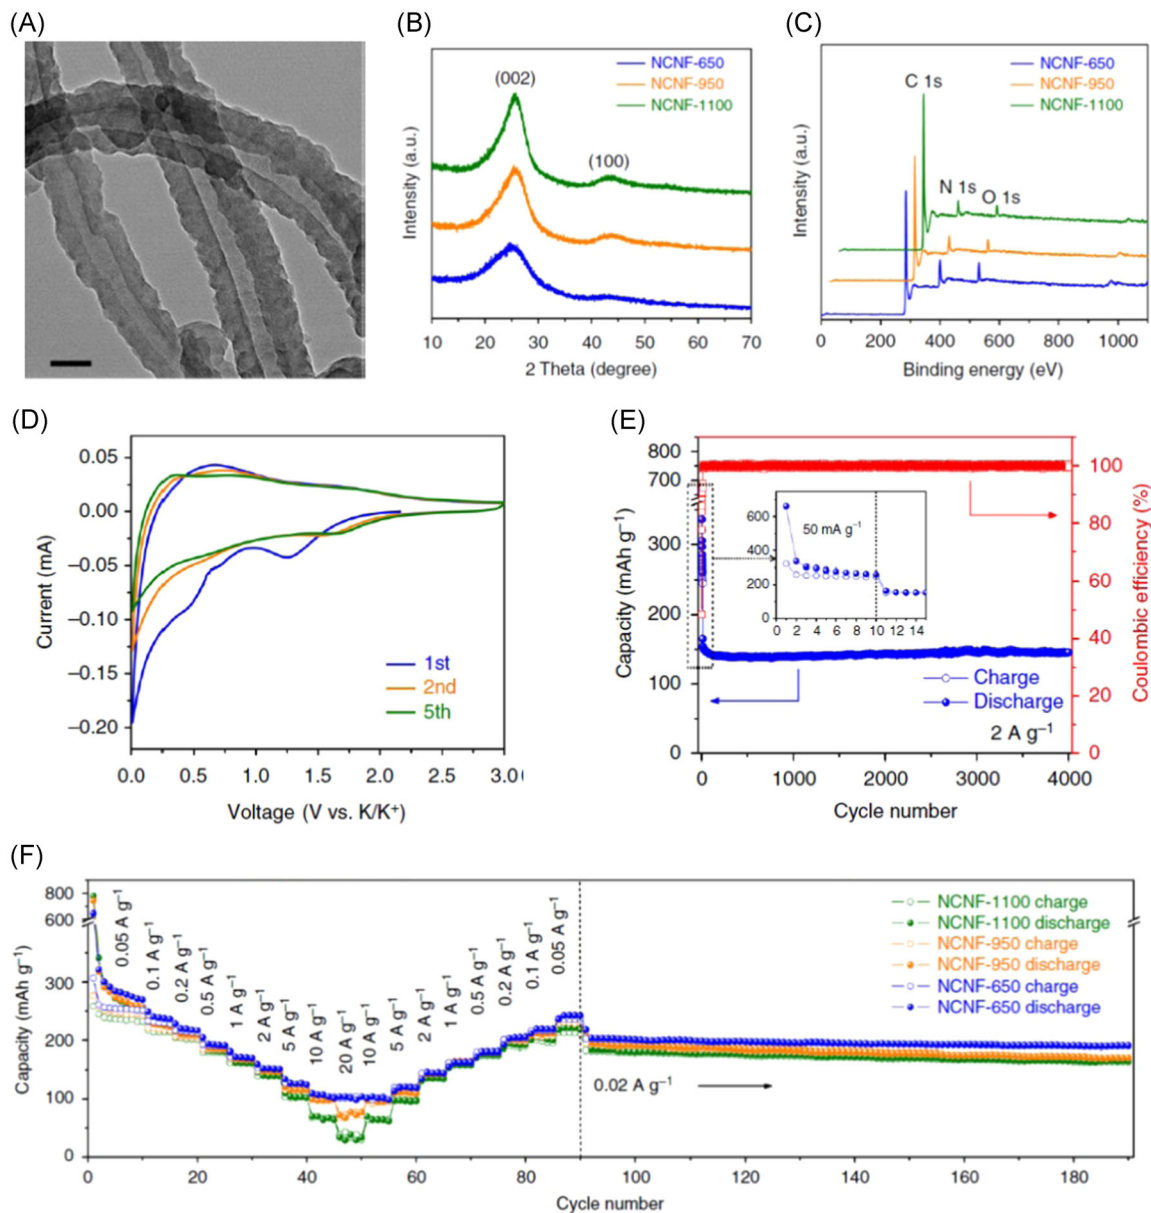 (A)
(B)
(C)
(002)
(100)
NCNF-650
NCNF-950
NCNF-1100
Intensity (a.u.)
10 20 30 40 50 60 70
2 Theta (degree)
C 1s
N 1s
O 1s
NCNF-650
NCNF-950
NCNF-1100
Intensity (a.u.)
0 200 400 600 800 1000
Binding energy (eV)
(D)
0.05
0.00
−0.05
−0.10
−0.15
−0.20
Current (mA)
1st
2nd
5th
0.0 0.5 1.0 1.5 2.0 2.5 3.0
Voltage (V vs. K/K⁺)
(E)
800
700
300
200
100
0
Capacity (mAh g⁻¹)
600
400
200
0
50 mA g⁻¹
0 2 4 6 8 10 12 14
100
80
60
40
20
0
Coulombic efficiency (%)
Charge
Discharge
2 A g⁻¹
0 1000 2000 3000 4000
Cycle number
(F)
800
600
300
200
100
0
Capacity (mAh g⁻¹)
0.05 A g⁻¹
0.1 A g⁻¹
0.2 A g⁻¹
0.5 A g⁻¹
1 A g⁻¹
2 A g⁻¹
5 A g⁻¹
10 A g⁻¹
20 A g⁻¹
10 A g⁻¹
5 A g⁻¹
2 A g⁻¹
1 A g⁻¹
0.5 A g⁻¹
0.2 A g⁻¹
0.1 A g⁻¹
0.05 A g⁻¹
NCNF-1100 charge
NCNF-1100 discharge
NCNF-950 charge
NCNF-950 discharge
NCNF-650 charge
NCNF-650 discharge
0.02 A g⁻¹
0 20 40 60 80 100 120 140 160 180
Cycle number